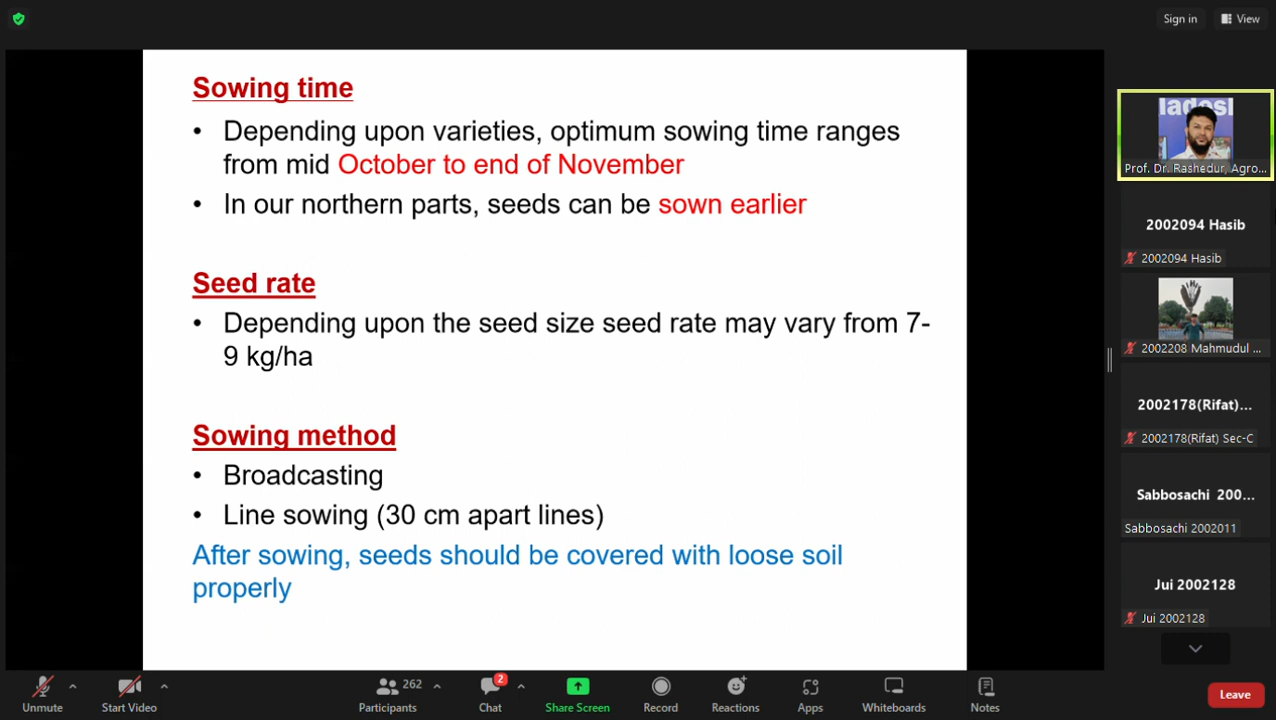 Sign in
View
Sowing time
• Depending upon varieties, optimum sowing time ranges
from mid October to end of November
• In our northern parts, seeds can be sown earlier
Seed rate
• Depending upon the seed size seed rate may vary from 7-
9 kg/ha
Sowing method
• Broadcasting
• Line sowing (30 cm apart lines)
After sowing, seeds should be covered with loose soil
properly
ladesl
Prof. Dr. Rashedur, Agro...
2002094 Hasib
2002094 Hasib
2002208 Mahmudul ...
2002178(Rifat)...
2002178(Rifat) Sec-C
Sabbosachi 200...
Sabbosachi 2002011
Jui 2002128
Jui 2002128
Unmute
Start Video
262
Participants
2
Chat
Share Screen
Record
Reactions
Apps
Whiteboards
Notes
Leave